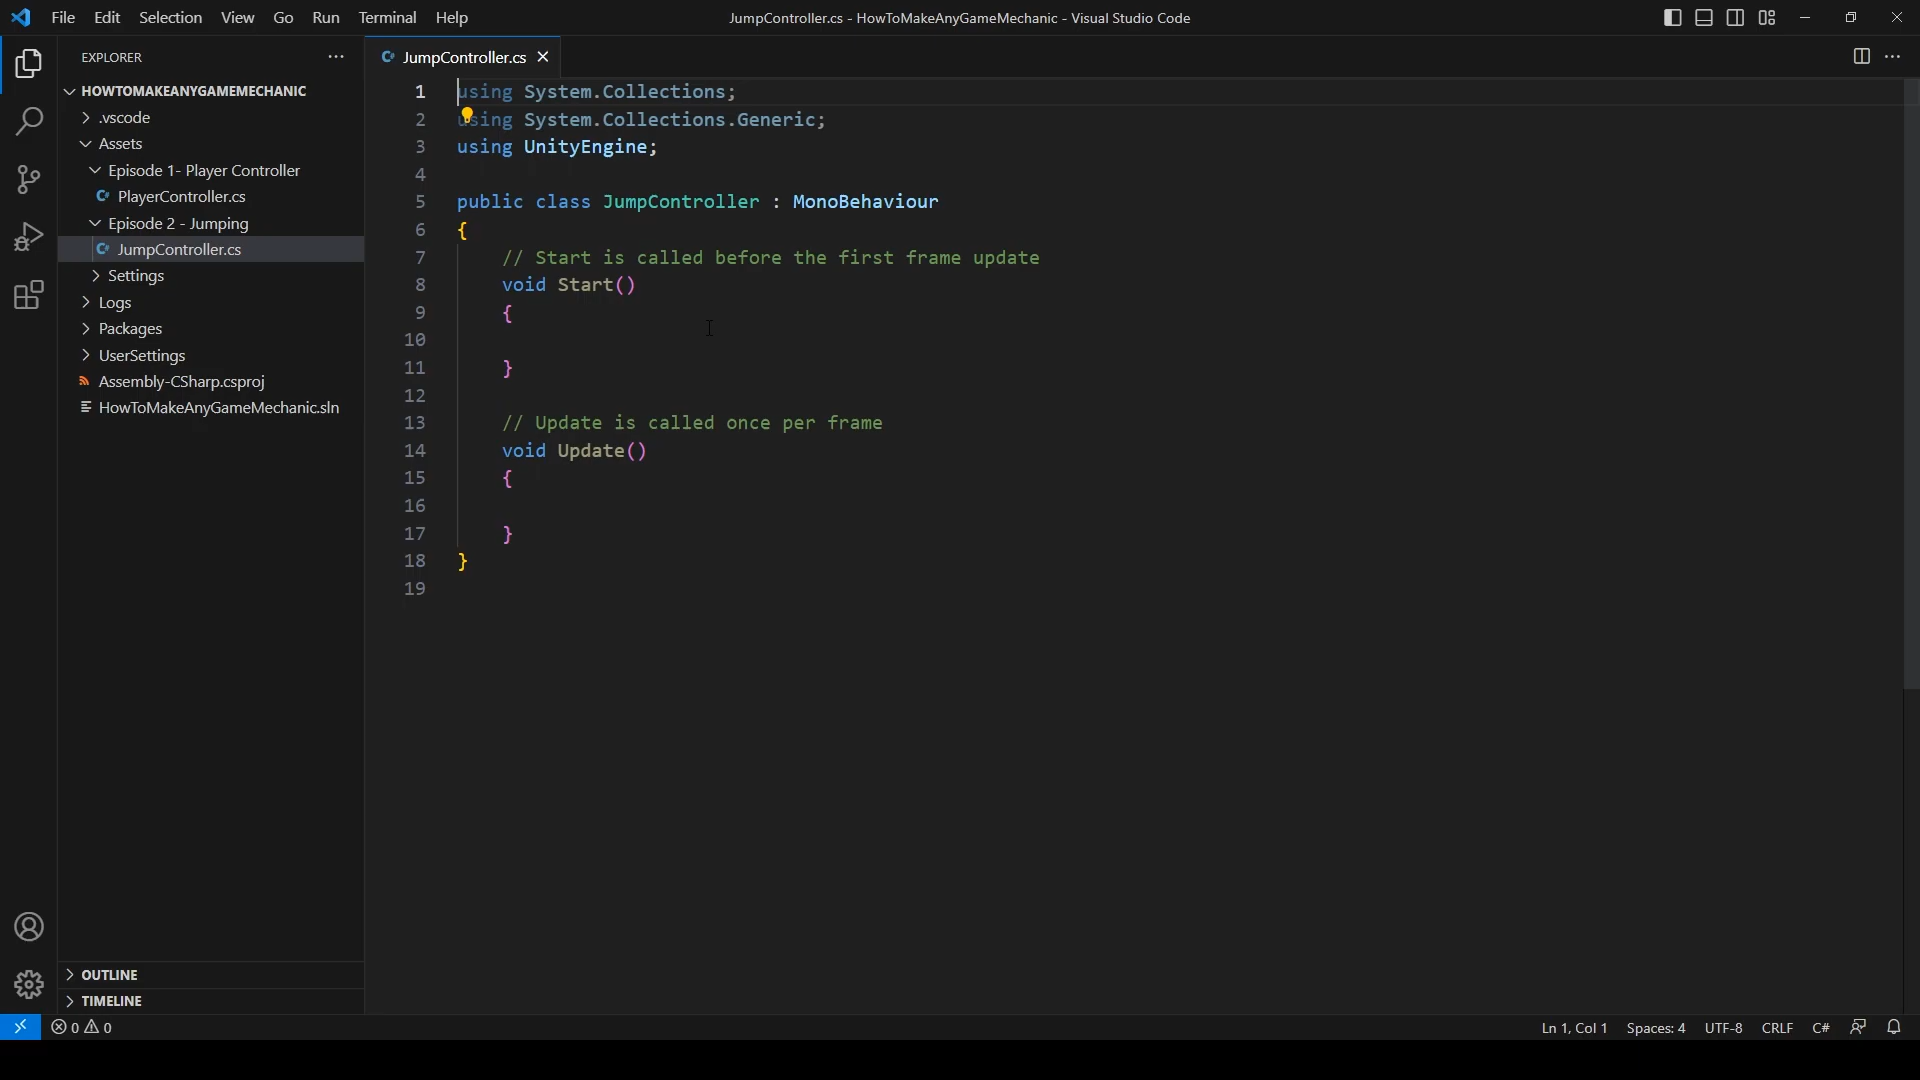 File Edit Selection View Go Run Terminal Help
JumpController.cs - HowToMakeAnyGameMechanic - Visual Studio Code
EXPLORER
HOWTOMAKEANYGAMEMECHANIC
.vscode
Assets
Episode 1- Player Controller
PlayerController.cs
Episode 2 - Jumping
JumpController.cs
Settings
Logs
Packages
UserSettings
Assembly-CSharp.csproj
HowToMakeAnyGameMechanic.sln
OUTLINE
TIMELINE
JumpController.cs
1 using System.Collections;
2 using System.Collections.Generic;
3 using UnityEngine;
4
5 public class JumpController : MonoBehaviour
6 {
7 // Start is called before the first frame update
8 void Start()
9 {
10
11 }
12
13 // Update is called once per frame
14 void Update()
15 {
16
17 }
18 }
19
0 0
Ln 1, Col 1 Spaces: 4 UTF-8 CRLF C#